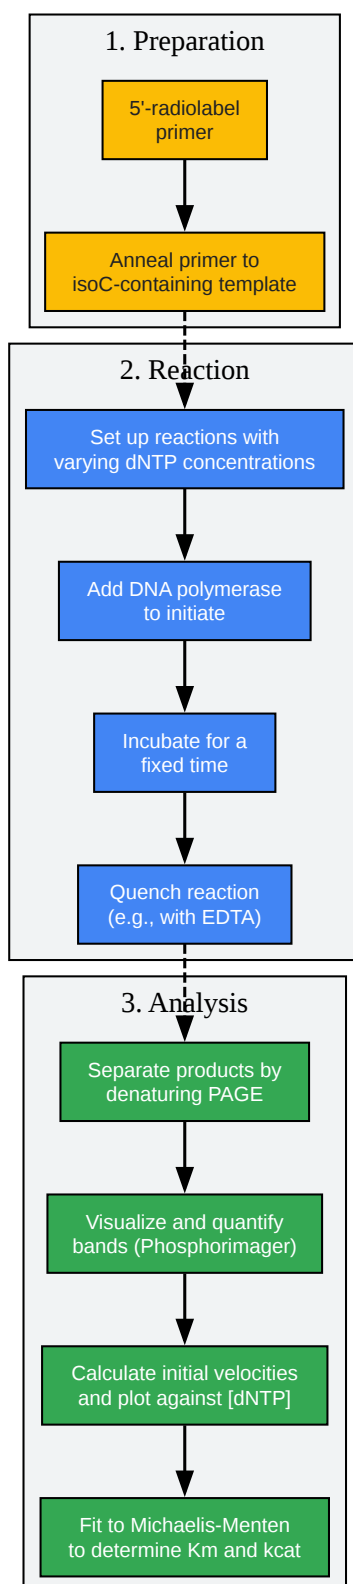 1. Preparation
5'-radiolabel
primer
Anneal primer to
isoC-containing template
2. Reaction
Set up reactions with
varying dNTP concentrations
Add DNA polymerase
to initiate
Incubate for a
fixed time
Quench reaction
(e.g., with EDTA)
3. Analysis
Separate products by
denaturing PAGE
Visualize and quantify
bands (Phosphorimager)
Calculate initial velocities
and plot against [dNTP]
Fit to Michaelis-Menten
to determine Km and kcat